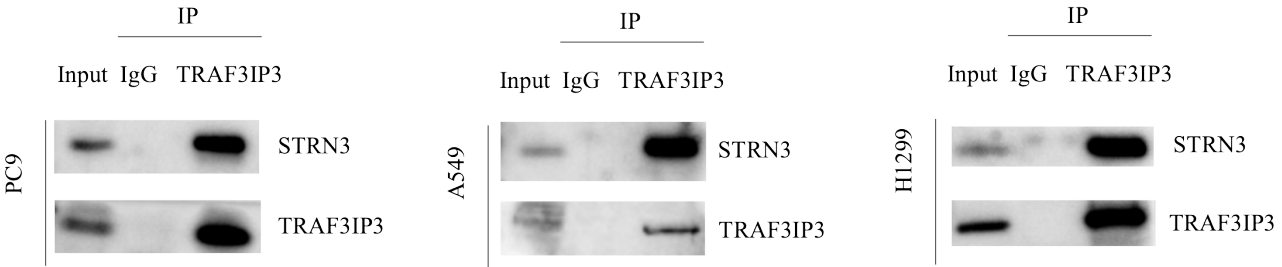 IP
Input IgG TRAF3IP3
PC9
STRN3
TRAF3IP3
IP
Input IgG TRAF3IP3
A549
STRN3
TRAF3IP3
IP
Input IgG TRAF3IP3
H1299
STRN3
TRAF3IP3